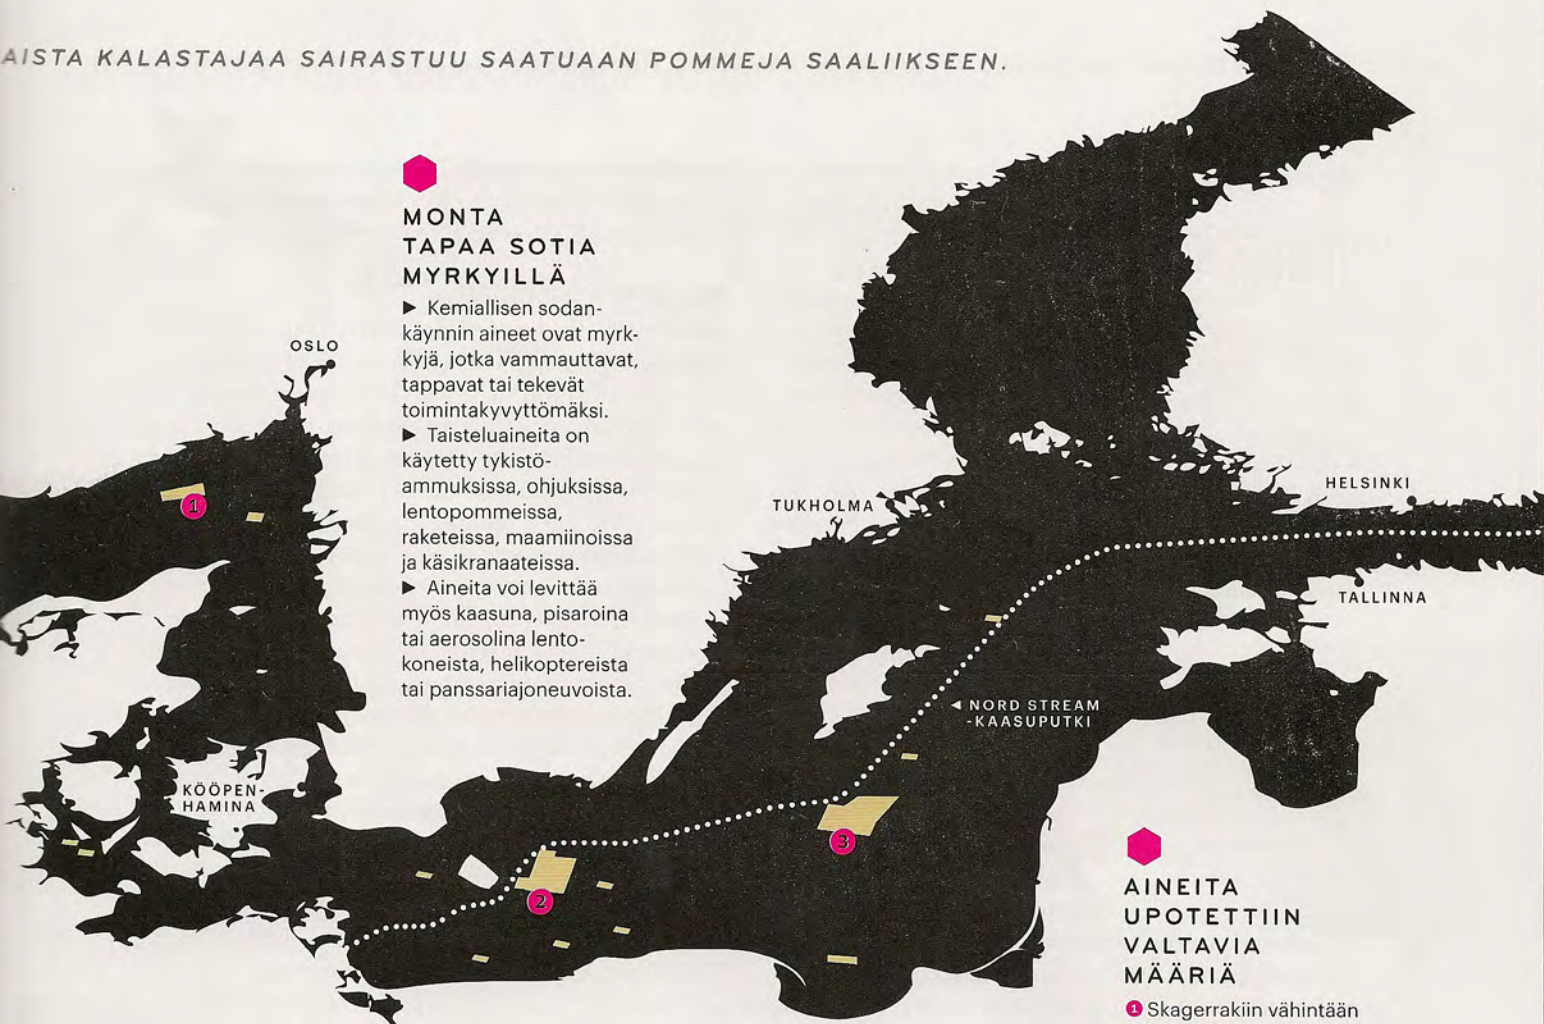 AISTA KALASTAJAA SAIRASTUU SAATUAAN POMMEJA SAALIIKSEEN.
MONTA
TAPAA SOTIA
MYRKYILLÄ
► Kemiallisen sodan-
käynnin aineet ovat myrk-
kyjä, jotka vammauttavat,
tappavat tai tekevät
toimintakyvyttömäksi.
► Taisteluaineita on
käytetty tykistö-
ammuksissa, ohjuksissa,
lentopommeissa,
raketeissa, maamiinoissa
ja käsikranaateissa.
► Aineita voi levittää
myös kaasuna, pisaroina
tai aerosolina lento-
koneista, helikoptereista
tai panssariajoneuvoista.
OSLO
1
TUKHOLMA
HELSINKI
TALLINNA
◄ NORD STREAM
-KAASUPUTKI
KÖÖPEN-
HAMINA
2
3
AINEITA
UPOTETTIIN
VALTAVIA
MÄÄRIÄ
1 Skagerrakiin vähintään